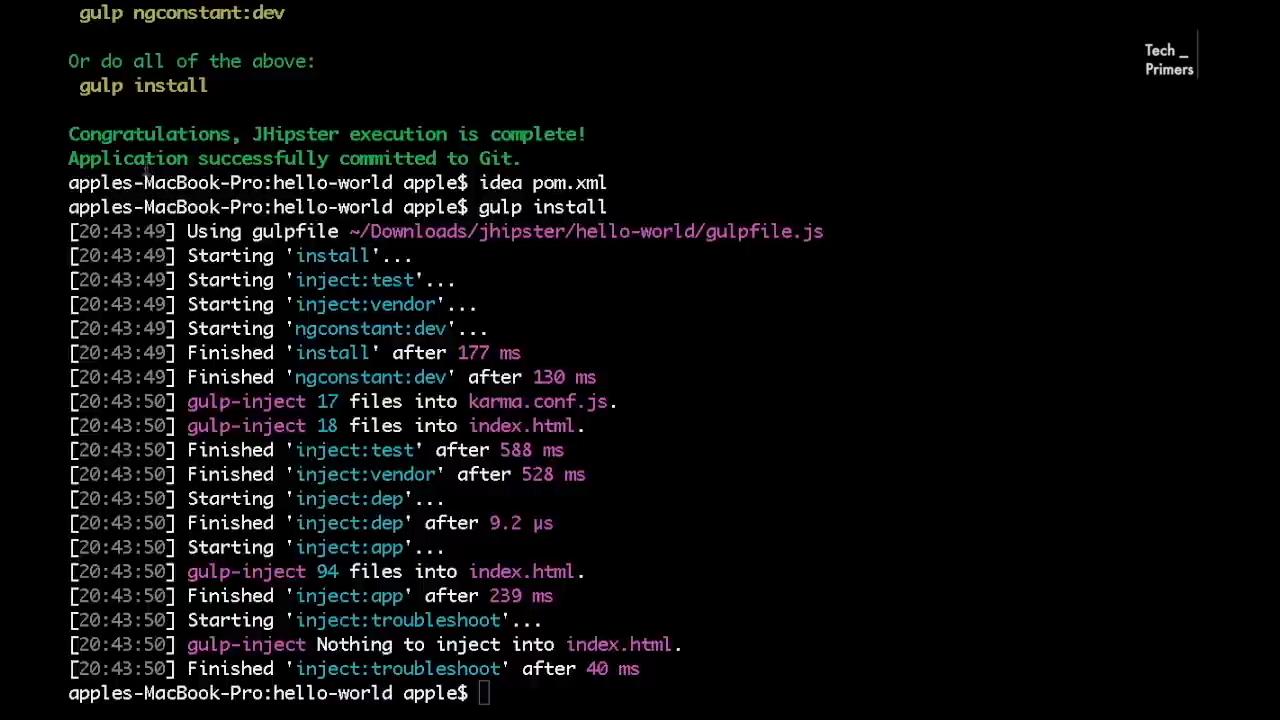 gulp ngconstant:dev
Tech _
Primers
Or do all of the above:
gulp install
Congratulations, JHipster execution is complete!
Application successfully committed to Git.
apples-MacBook-Pro:hello-world apple$ idea pom.xml
apples-MacBook-Pro:hello-world apple$ gulp install
[20:43:49] Using gulpfile ~/Downloads/jhipster/hello-world/gulpfile.js
[20:43:49] Starting 'install'...
[20:43:49] Starting 'inject:test'...
[20:43:49] Starting 'inject:vendor'...
[20:43:49] Starting 'ngconstant:dev'...
[20:43:49] Finished 'install' after 177 ms
[20:43:49] Finished 'ngconstant:dev' after 130 ms
[20:43:50] gulp-inject 17 files into karma.conf.js.
[20:43:50] gulp-inject 18 files into index.html.
[20:43:50] Finished 'inject:test' after 588 ms
[20:43:50] Finished 'inject:vendor' after 528 ms
[20:43:50] Starting 'inject:dep'...
[20:43:50] Finished 'inject:dep' after 9.2 μs
[20:43:50] Starting 'inject:app'...
[20:43:50] gulp-inject 94 files into index.html.
[20:43:50] Finished 'inject:app' after 239 ms
[20:43:50] Starting 'inject:troubleshoot'...
[20:43:50] gulp-inject Nothing to inject into index.html.
[20:43:50] Finished 'inject:troubleshoot' after 40 ms
apples-MacBook-Pro:hello-world apple$